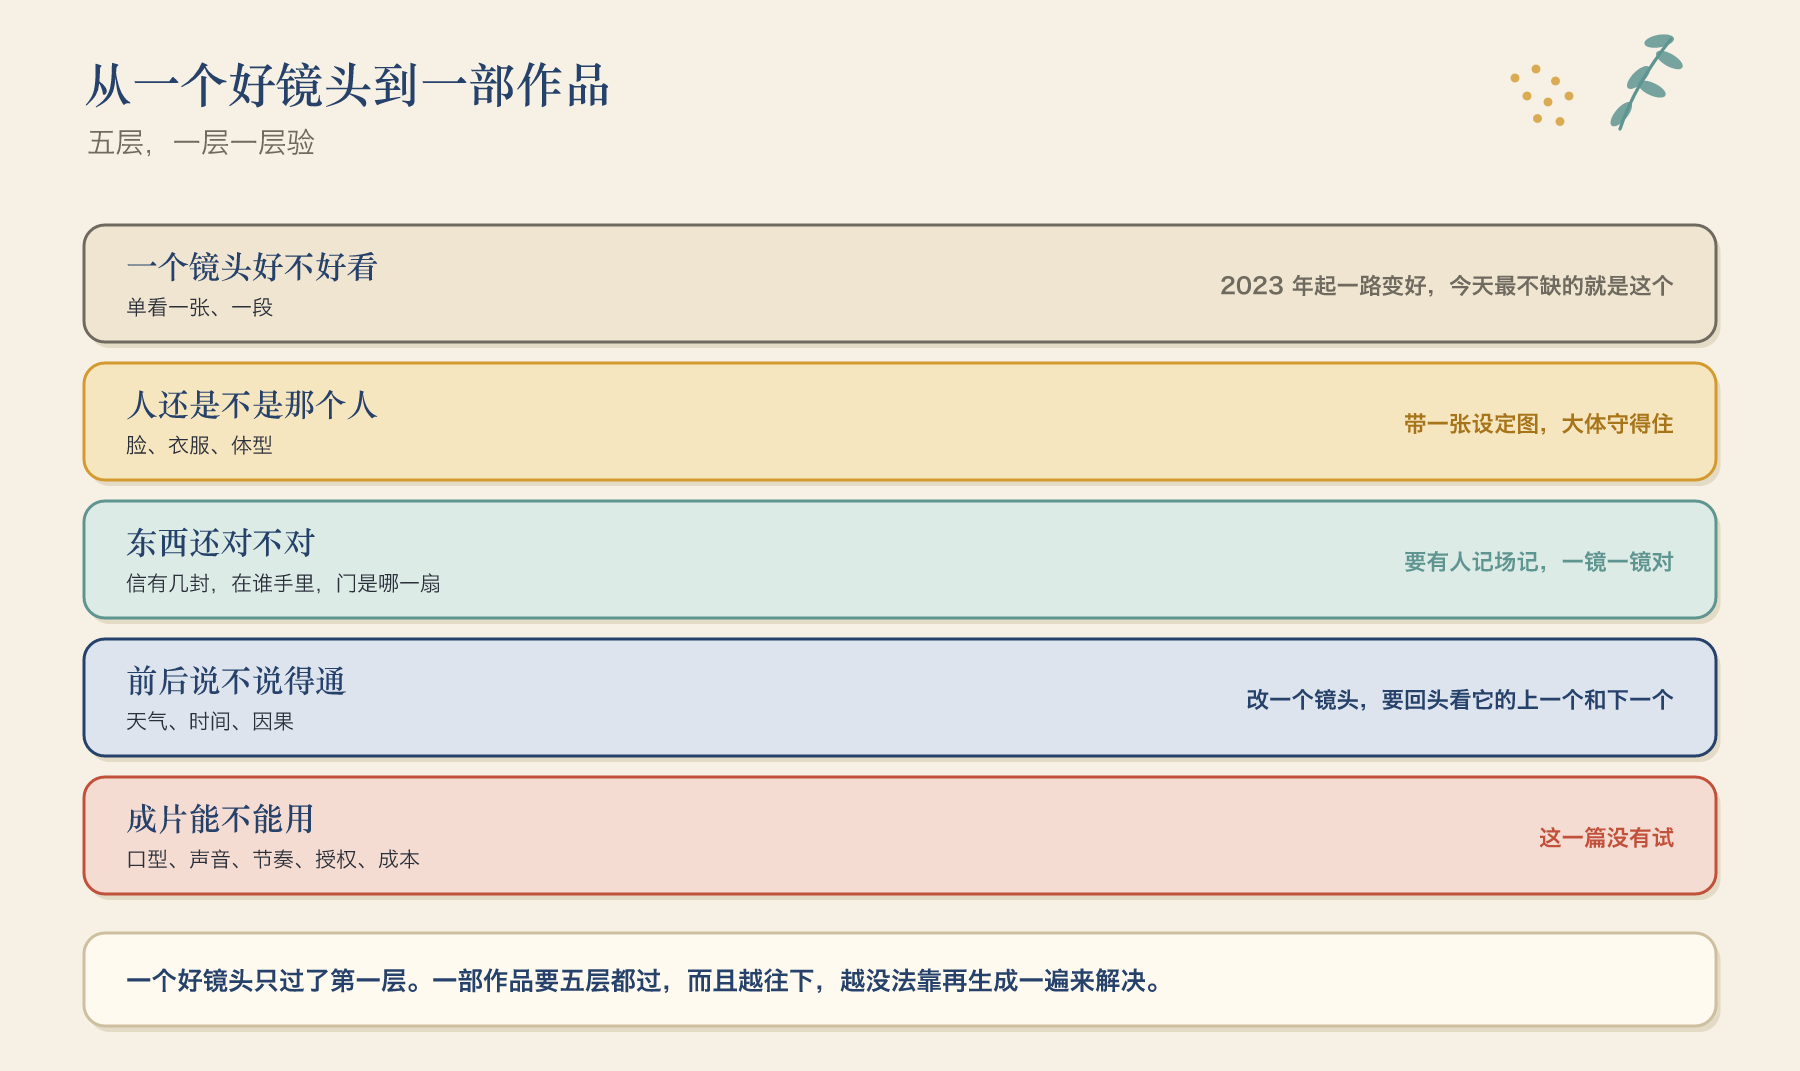 从一个好镜头到一部作品
五层，一层一层验
一个镜头好不好看
单看一张、一段
2023 年起一路变好，今天最不缺的就是这个
人还是不是那个人
脸、衣服、体型
带一张设定图，大体守得住
东西还对不对
信有几封，在谁手里，门是哪一扇
要有人记场记，一镜一镜对
前后说不说得通
天气、时间、因果
改一个镜头，要回头看它的上一个和下一个
成片能不能用
口型、声音、节奏、授权、成本
这一篇没有试
一个好镜头只过了第一层。一部作品要五层都过，而且越往下，越没法靠再生成一遍来解决。